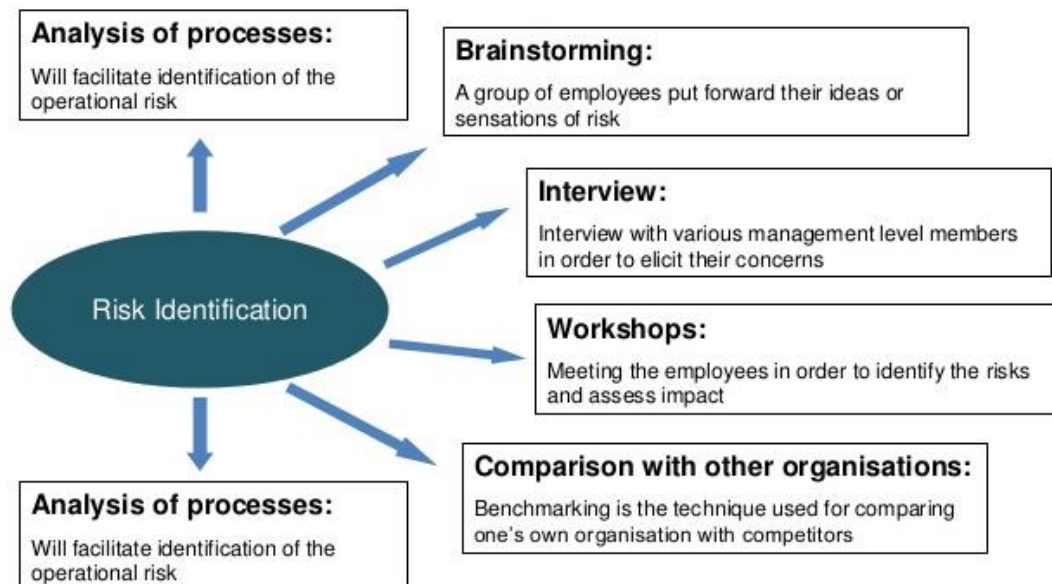 Analysis of processes:
Will facilitate identification of the
operational risk
Brainstorming:
A group of employees put forward their ideas or
sensations of risk
Interview:
Interview with various management level members
in order to elicit their concerns
Risk Identification
Workshops:
Meeting the employees in order to identify the risks
and assess impact
Comparison with other organisations:
Benchmarking is the technique used for comparing
one's own organisation with competitors
Analysis of processes:
Will facilitate identification of the
operational risk